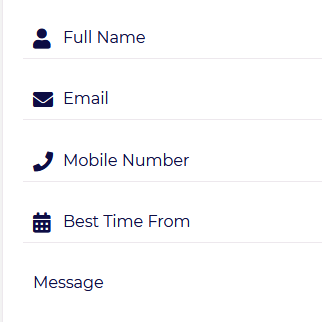 Full Name
Email
Mobile Number
Best Time From
Message